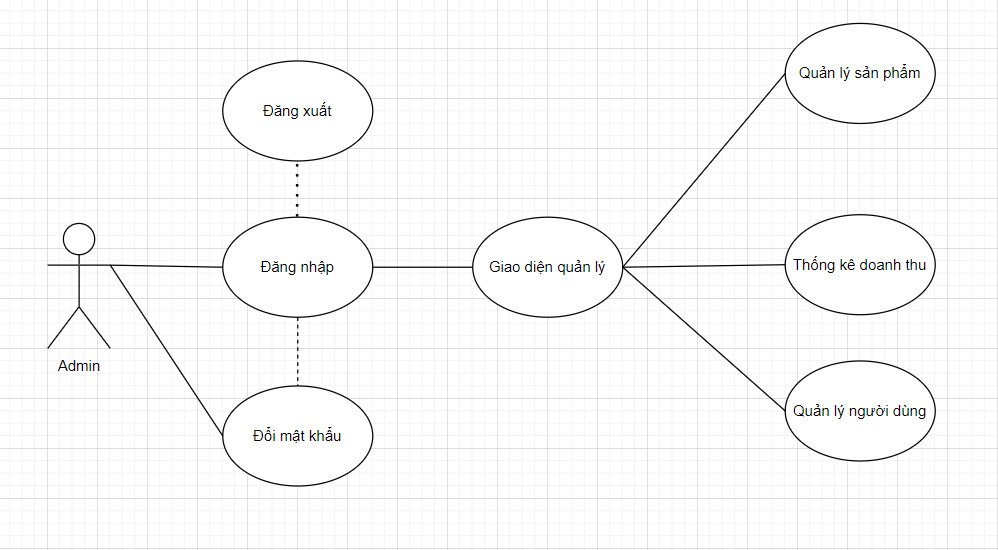 Quản lý sản phẩm
Đăng xuất
Đăng nhập
Giao diện quản lý
Thống kê doanh thu
Admin
Đổi mật khẩu
Quản lý người dùng